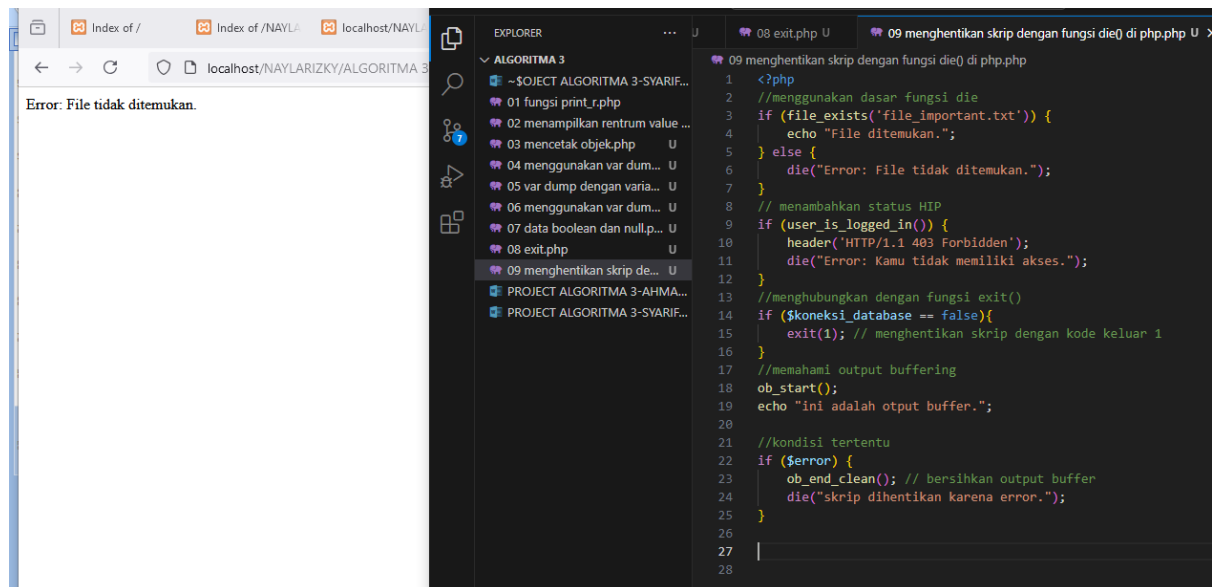 Index of /
Index of /NAYLA
localhost/NAYLA
localhost/NAYLARIZKY/ALGORITMA 3
Error: File tidak ditemukan.
EXPLORER
ALGORITMA 3
~$OJECT ALGORITMA 3-SYARIF...
01 fungsi print_r.php
02 menampilkan rentrum value ...
03 mencetak objek.php U
04 menggunakan var dum... U
05 var dump dengan varia... U
06 menggunakan var dum... U
07 data boolean dan null.p... U
08 exit.php U
09 menghentikan skrip de... U
PROJECT ALGORITMA 3-AHMA...
PROJECT ALGORITMA 3-SYARIF...
7
U 08 exit.php U 09 menghentikan skrip dengan fungsi die() di php.php U
09 menghentikan skrip dengan fungsi die() di php.php
1 <?php
2 //menggunakan dasar fungsi die
3 if (file_exists('file_important.txt')) {
4 echo "File ditemukan.";
5 } else {
6 die("Error: File tidak ditemukan.");
7 }
8 // menambahkan status HIP
9 if (user_is_logged_in()) {
10 header('HTTP/1.1 403 Forbidden');
11 die("Error: Kamu tidak memiliki akses.");
12 }
13 //menghubungkan dengan fungsi exit()
14 if ($koneksi_database == false){
15 exit(1); // menghentikan skrip dengan kode keluar 1
16 }
17 //memahami output buffering
18 ob_start();
19 echo "ini adalah otput buffer.";
20
21 //kondisi tertentu
22 if ($error) {
23 ob_end_clean(); // bersihkan output buffer
24 die("skrip dihentikan karena error.");
25 }
26
27
28